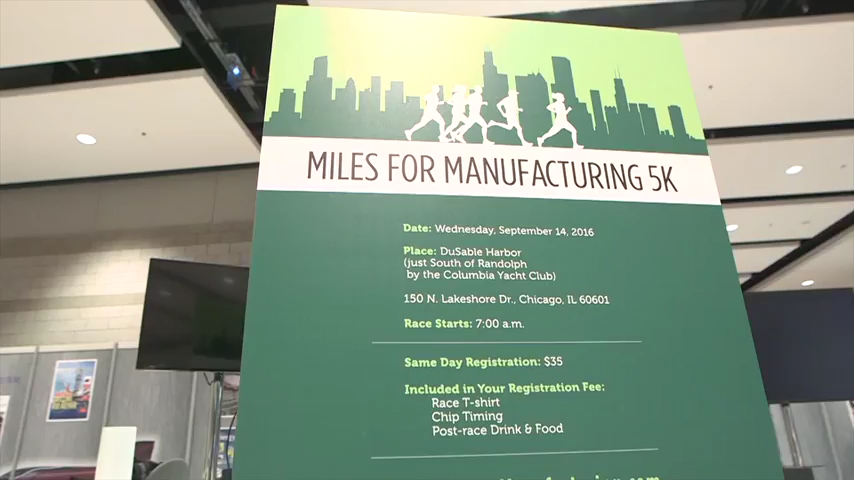 MILES FOR MANUFACTURING 5K
Date: Wednesday, September 14, 2016
Place: DuSable Harbor
(just South of Randolph
by the Columbia Yacht Club)
150 N. Lakeshore Dr., Chicago, IL 60601
Race Starts: 7:00 a.m.
Same Day Registration: $35
Included in Your Registration Fee:
Race T-shirt
Chip Timing
Post-race Drink & Food